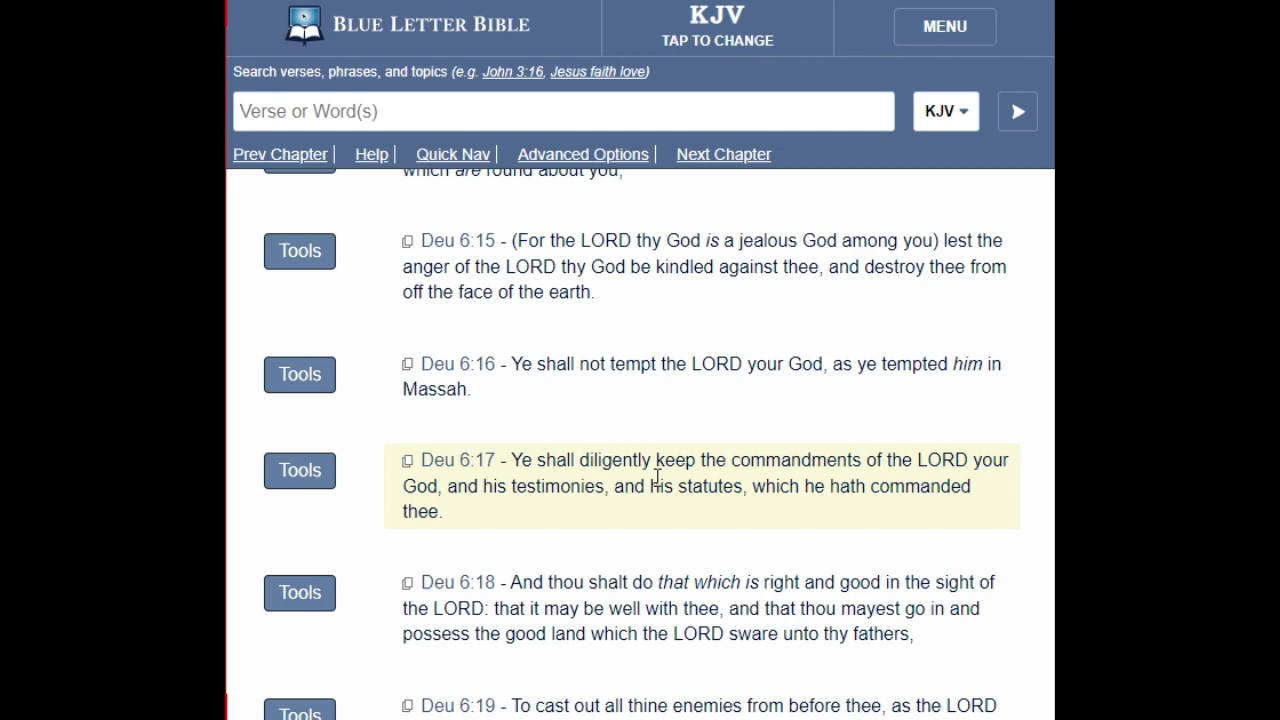 BLUE LETTER BIBLE
KJV
TAP TO CHANGE
MENU
Search verses, phrases, and topics (e.g. John 3:16, Jesus faith love)
Verse or Word(s)
KJV
Prev Chapter
Help
Quick Nav
Advanced Options
Next Chapter
which are round about you;
Tools
Deu 6:15 - (For the LORD thy God is a jealous God among you) lest the
anger of the LORD thy God be kindled against thee, and destroy thee from
off the face of the earth.
Tools
Deu 6:16 - Ye shall not tempt the LORD your God, as ye tempted him in
Massah.
Tools
Deu 6:17 - Ye shall diligently keep the commandments of the LORD your
God, and his testimonies, and his statutes, which he hath commanded
thee.
Tools
Deu 6:18 - And thou shalt do that which is right and good in the sight of
the LORD: that it may be well with thee, and that thou mayest go in and
possess the good land which the LORD sware unto thy fathers,
Tools
Deu 6:19 - To cast out all thine enemies from before thee, as the LORD